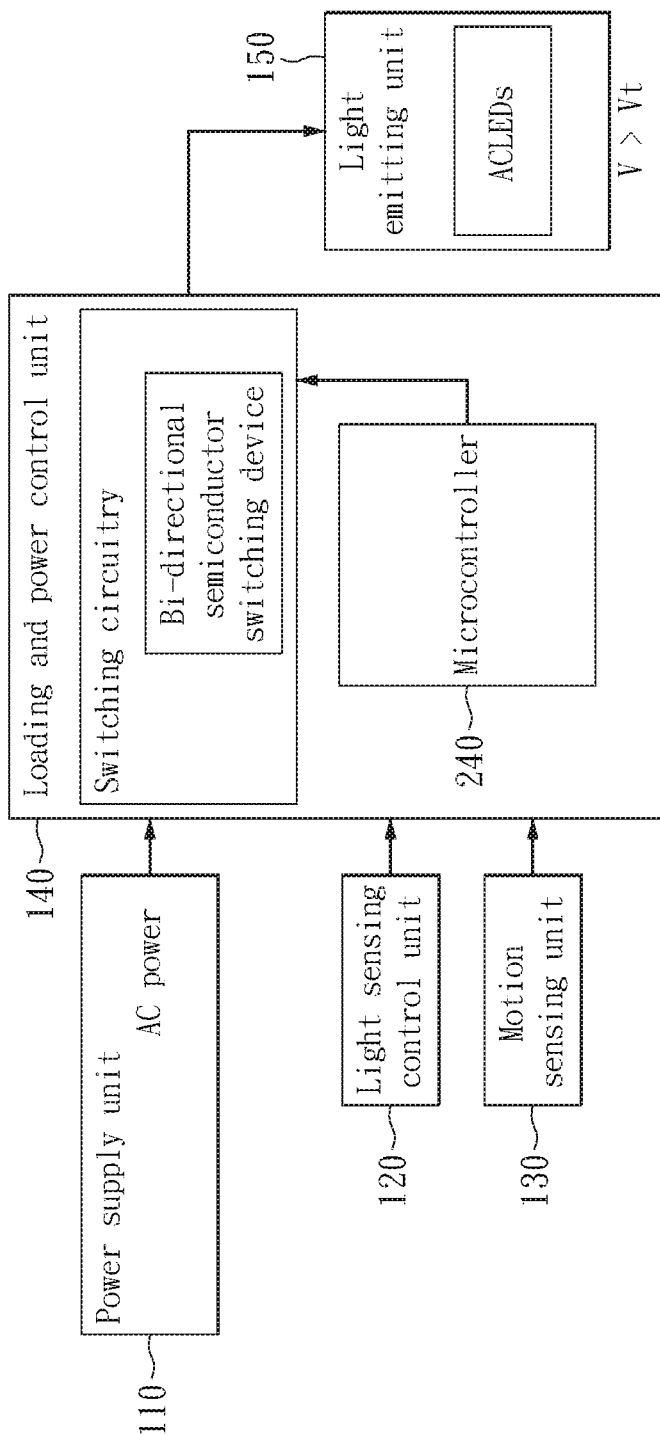 110
Power supply unit
AC power
120
Light sensing
control unit
130
Motion
sensing unit
140
Loading and power control unit
Switching circuitry
Bi-directional
semiconductor
switching device
240
Microcontroller
150
Light
emitting unit
ACLEDs
V > Vt